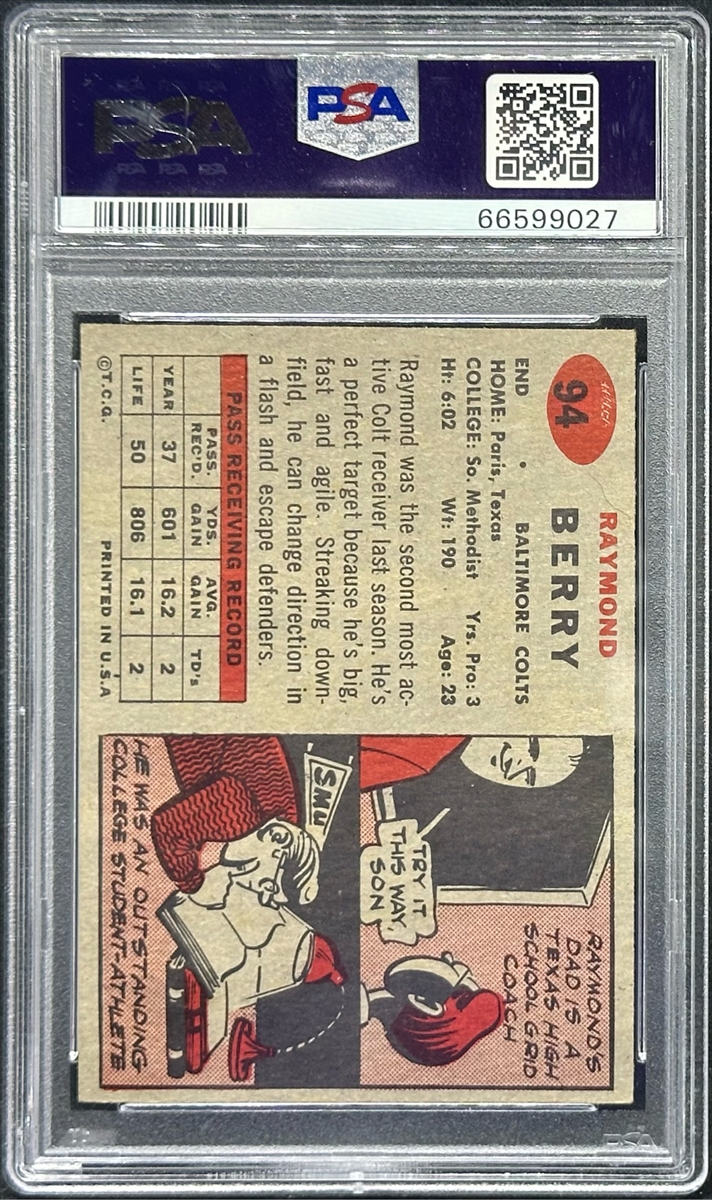 PSA
PSA
PSA PSA PSA
66599027
94
RAYMOND
BERRY
END • BALTIMORE COLTS
HOME: Paris, Texas
COLLEGE: So. Methodist Yrs. Pro: 3
Ht: 6:02 Wt: 190 Age: 23
Raymond was the second most ac-
tive Colt receiver last season. He's
a perfect target because he's big,
fast and agile. Streaking down-
field, he can change direction in
a flash and escape defenders.
PASS RECEIVING RECORD
PASS. REC'D. YDS. GAIN AVG. GAIN TD's
YEAR 37 601 16.2 2
LIFE 50 806 16.1 2
©T.C.G. PRINTED IN U.S.A
RAYMOND'S
DAD IS A
TEXAS HIGH
SCHOOL GRID
COACH
TRY IT
THIS WAY,
SON
SMU
HE WAS AN OUTSTANDING
COLLEGE STUDENT-ATHLETE
PSA